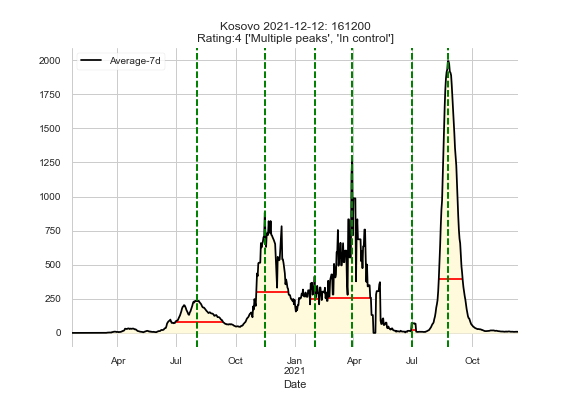 Kosovo 2021-12-12: 161200
Rating:4 ['Multiple peaks', 'In control']
Average-7d
2000
1750
1500
1250
1000
750
500
250
0
Apr Jul Oct Jan Apr Jul Oct
2021
Date